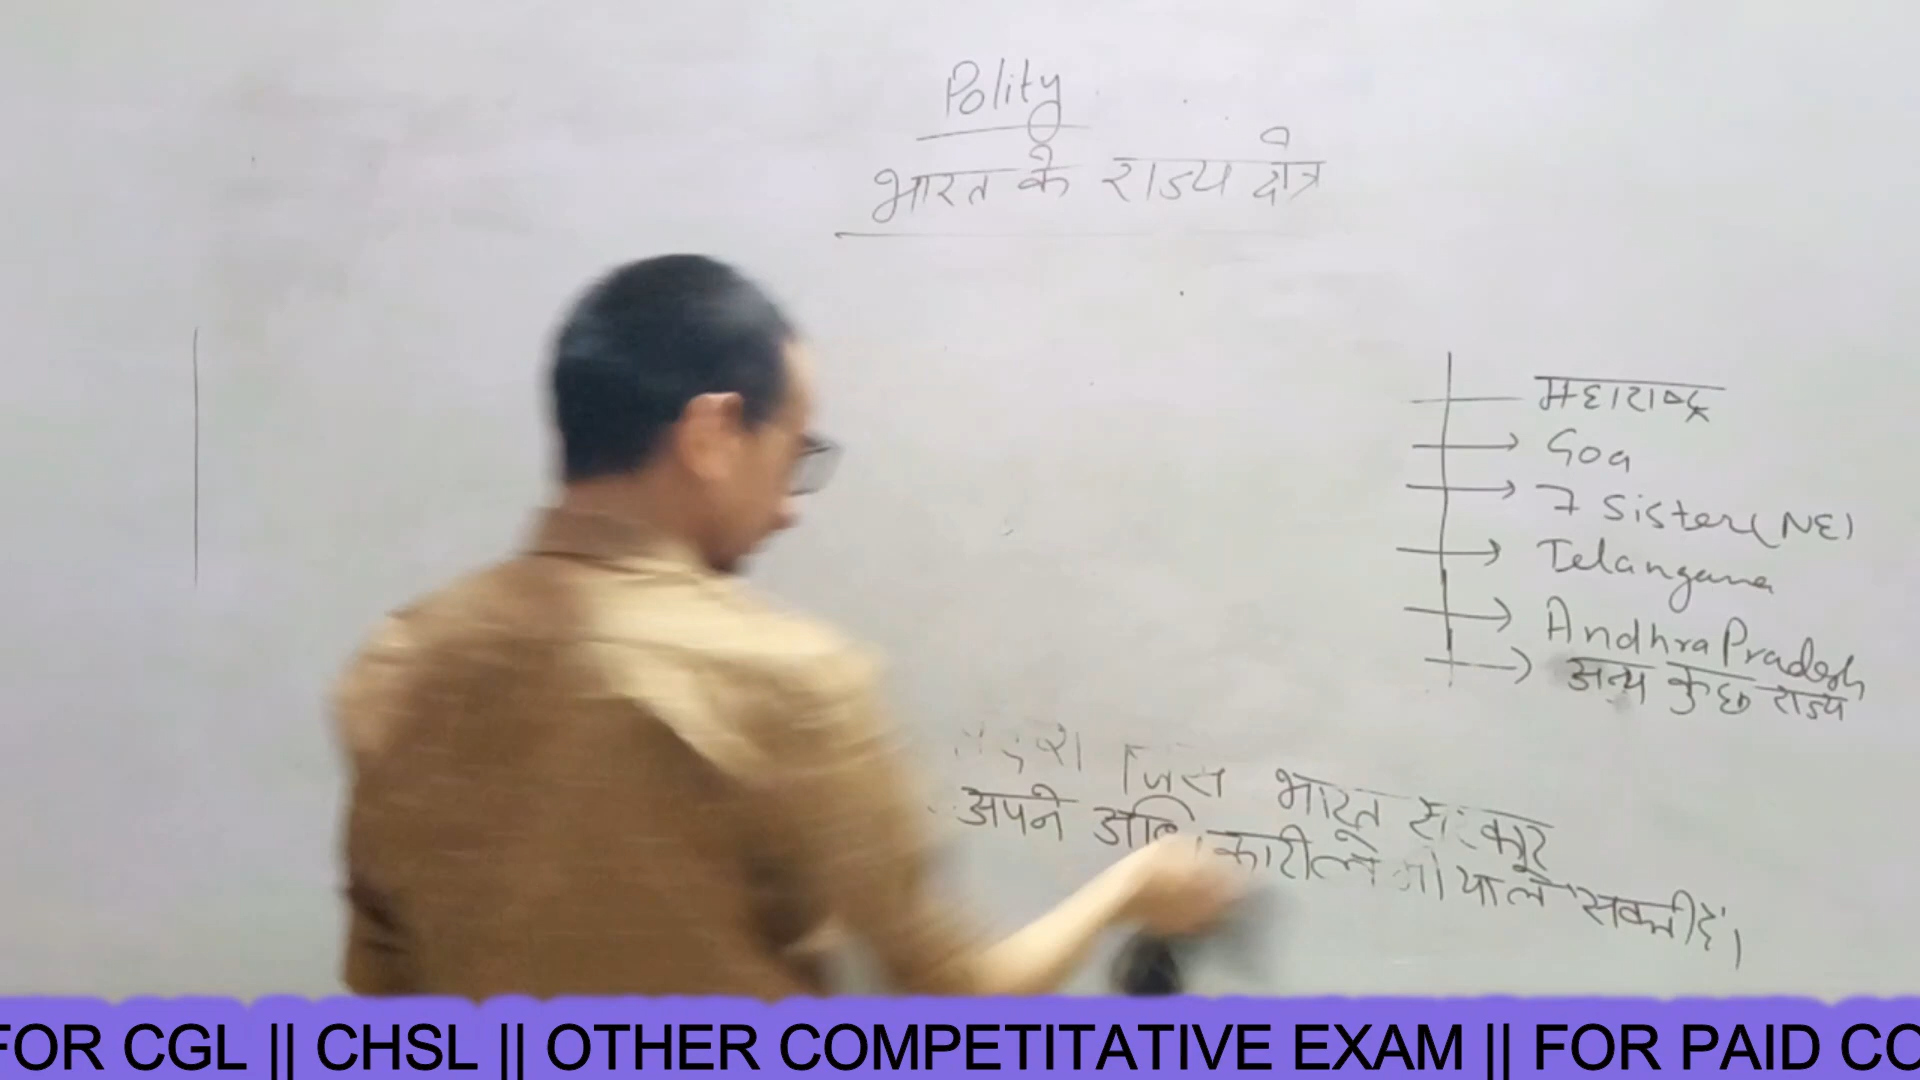 Polity
भारत के राज्य क्षेत्र
महाराष्ट्र
Goa
7 Sister (NE)
Telangana
Andhra Pradesh
अन्य कुछ राज्य
जिसे भारत
अपने सकती हैं।
FOR CGL || CHSL || OTHER COMPETITATIVE EXAM || FOR PAID CO